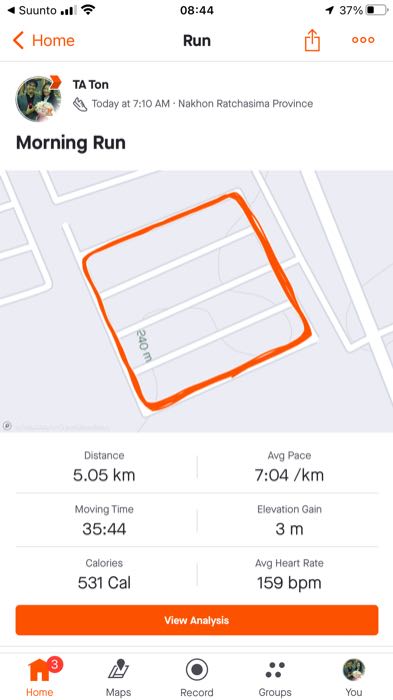 Suunto
08:44
37%
Home
Run
TA Ton
Today at 7:10 AM · Nakhon Ratchasima Province
Morning Run
240 m
Distance
Avg Pace
5.05 km
7:04 /km
Moving Time
Elevation Gain
35:44
3 m
Calories
Avg Heart Rate
531 Cal
159 bpm
View Analysis
3
Home
Maps
Record
Groups
You